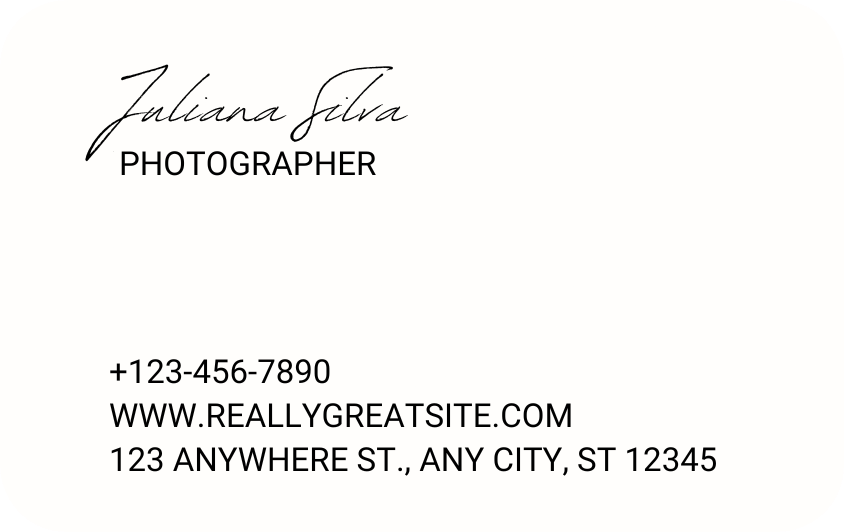 Juliana Silva
PHOTOGRAPHER
+123-456-7890
WWW.REALLYGREATSITE.COM
123 ANYWHERE ST., ANY CITY, ST 12345